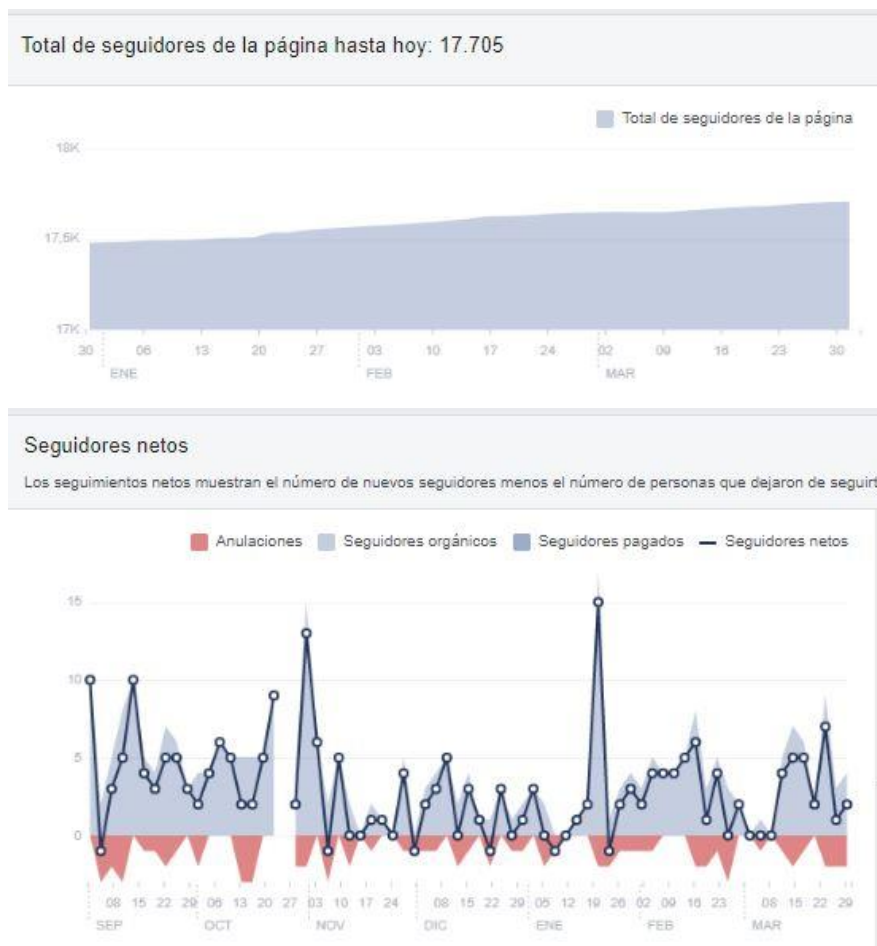 Total de seguidores de la página hasta hoy: 17.705
Total de seguidores de la página
18K
17,5K
17K
30 06 13 20 27 03 10 17 24 02 09 16 23 30
ENE FEB MAR
Seguidores netos
Los seguimientos netos muestran el número de nuevos seguidores menos el número de personas que dejaron de seguirt
Anulaciones Seguidores orgánicos Seguidores pagados Seguidores netos
15
10
5
0
08 15 22 29 06 13 20 27 03 10 17 24 08 15 22 29 05 12 19 26 02 09 16 23 08 15 22 29
SEP OCT NOV DIC ENE FEB MAR